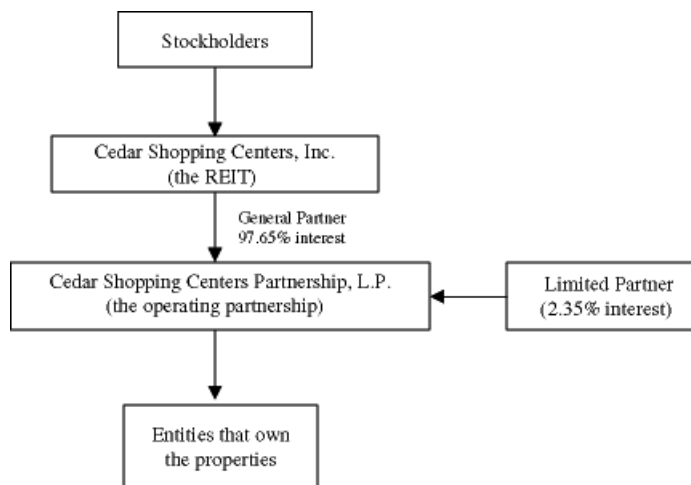 Stockholders
Cedar Shopping Centers, Inc.
(the REIT)
General Partner
97.65% interest
Cedar Shopping Centers Partnership, L.P.
(the operating partnership)
Limited Partner
(2.35% interest)
Entities that own
the properties